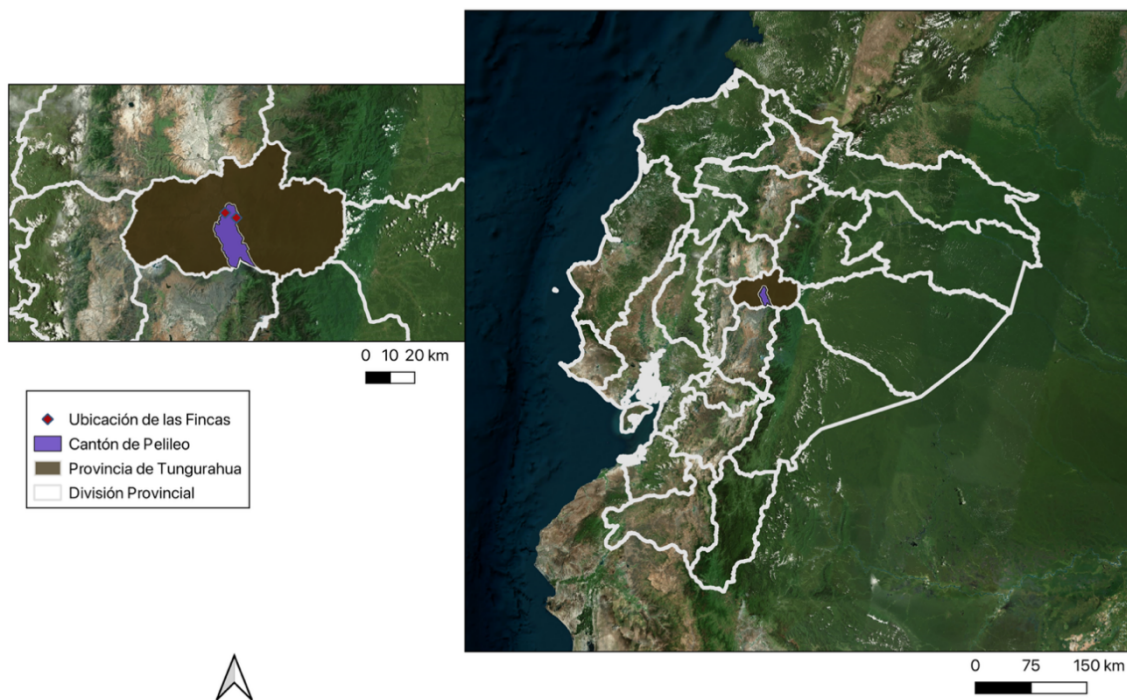 0 10 20 km
Ubicación de las Fincas
Cantón de Pelileo
Provincia de Tungurahua
División Provincial
0 75 150 km